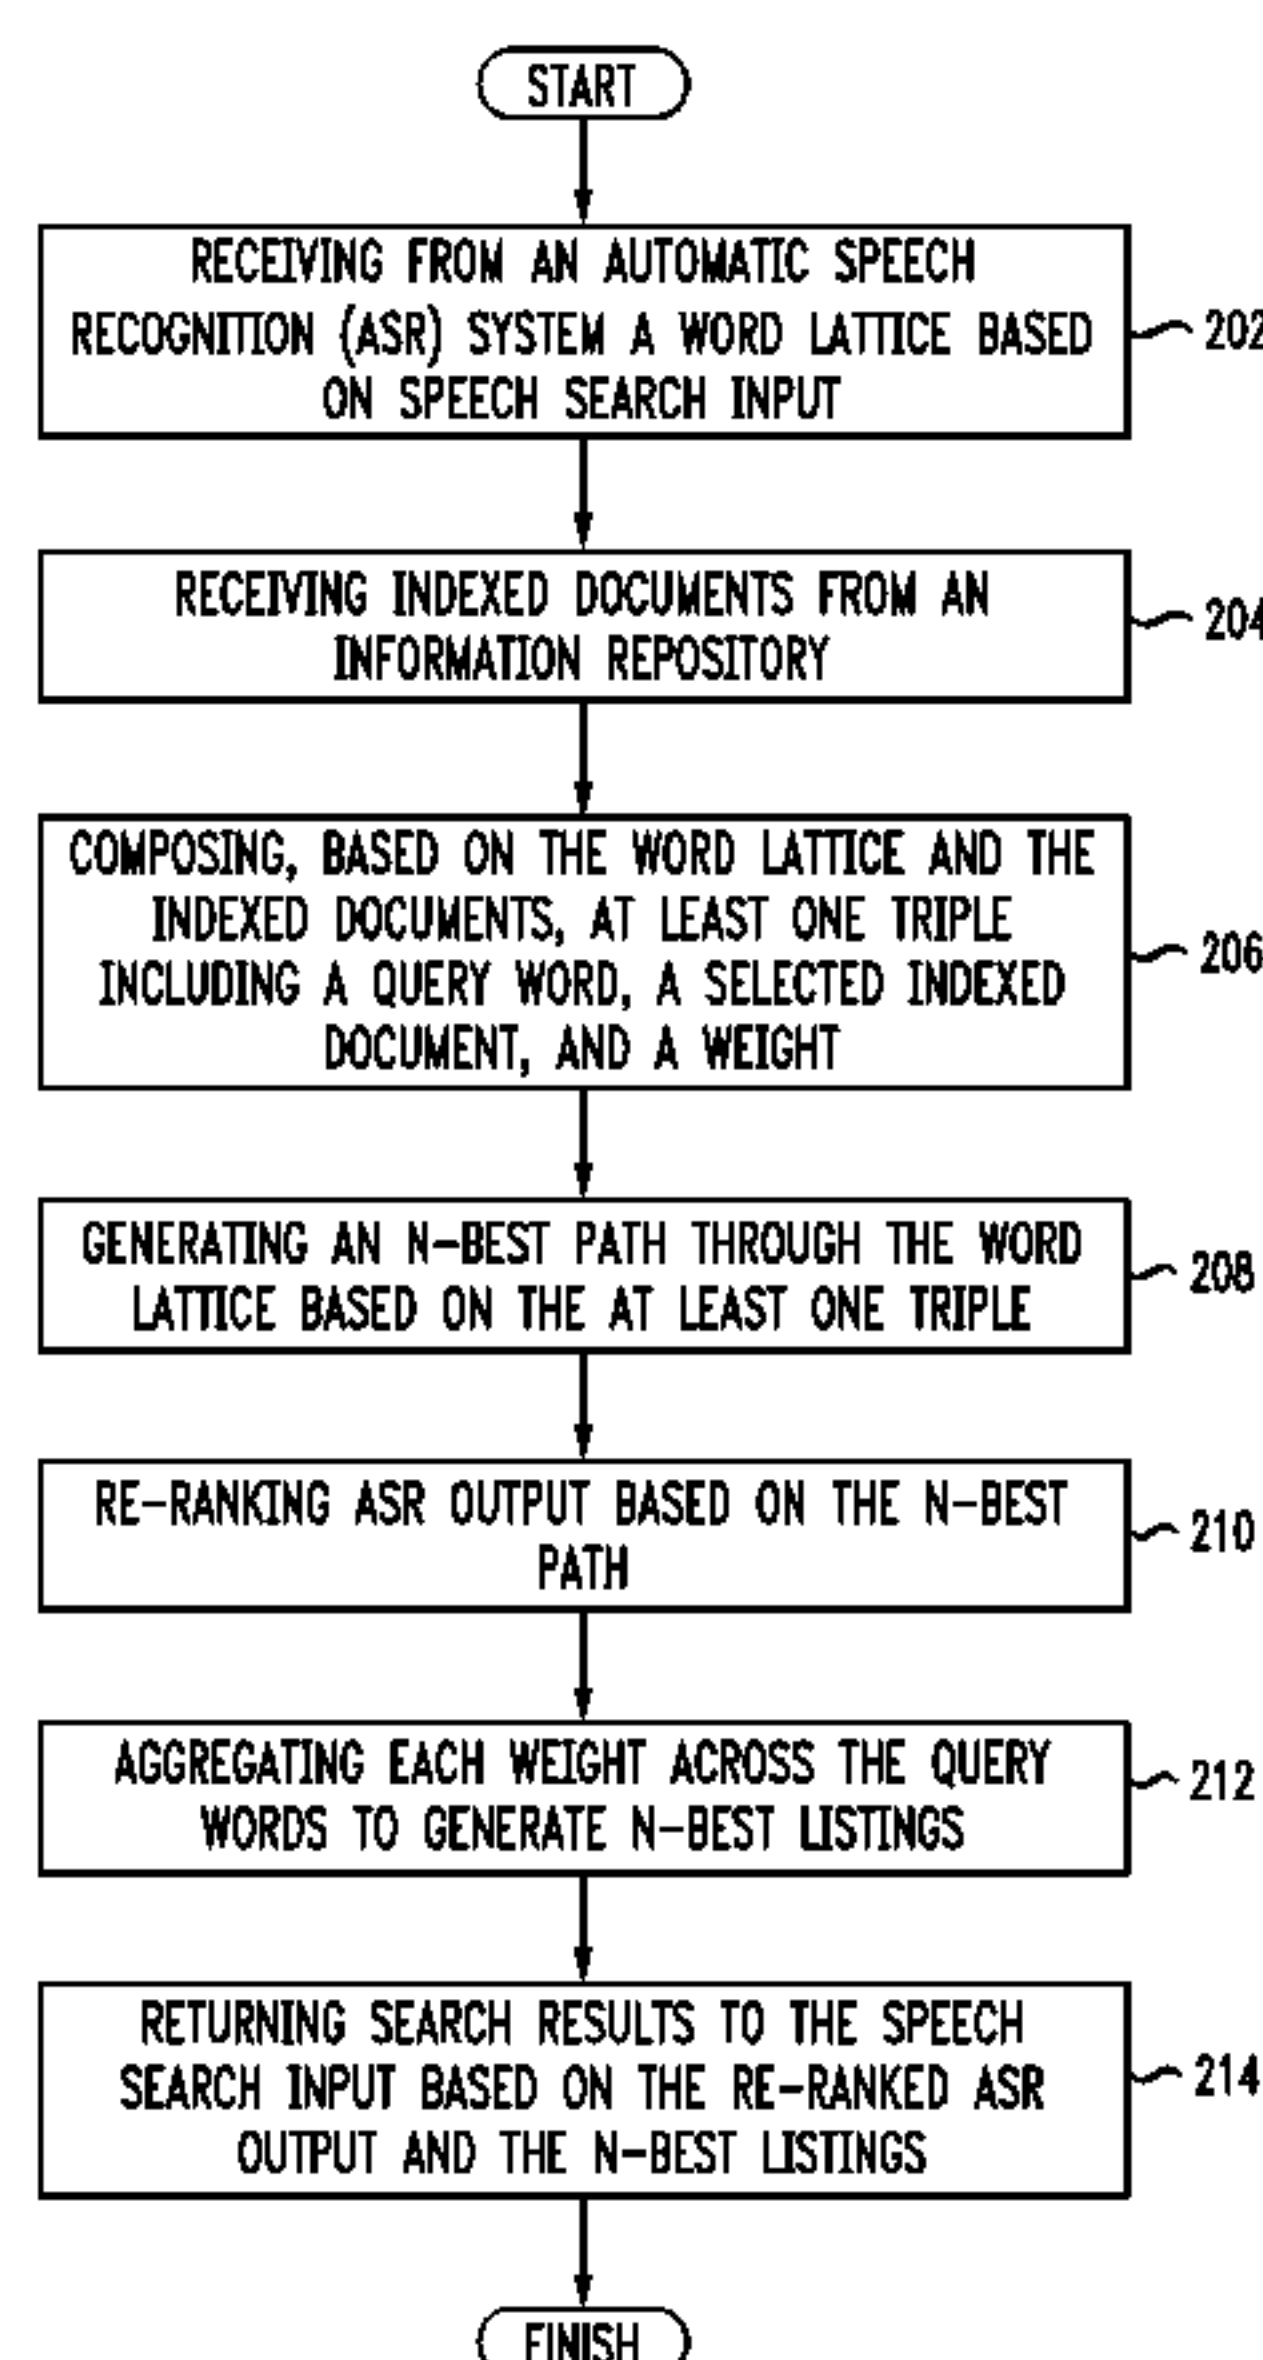 START
RECEIVING FROM AN AUTOMATIC SPEECH
RECOGNITION (ASR) SYSTEM A WORD LATTICE BASED
ON SPEECH SEARCH INPUT
202
RECEIVING INDEXED DOCUMENTS FROM AN
INFORMATION REPOSITORY
204
COMPOSING, BASED ON THE WORD LATTICE AND THE
INDEXED DOCUMENTS, AT LEAST ONE TRIPLE
INCLUDING A QUERY WORD, A SELECTED INDEXED
DOCUMENT, AND A WEIGHT
206
GENERATING AN N-BEST PATH THROUGH THE WORD
LATTICE BASED ON THE AT LEAST ONE TRIPLE
208
RE-RANKING ASR OUTPUT BASED ON THE N-BEST
PATH
210
AGGREGATING EACH WEIGHT ACROSS THE QUERY
WORDS TO GENERATE N-BEST LISTINGS
212
RETURNING SEARCH RESULTS TO THE SPEECH
SEARCH INPUT BASED ON THE RE-RANKED ASR
OUTPUT AND THE N-BEST LISTINGS
214
FINISH